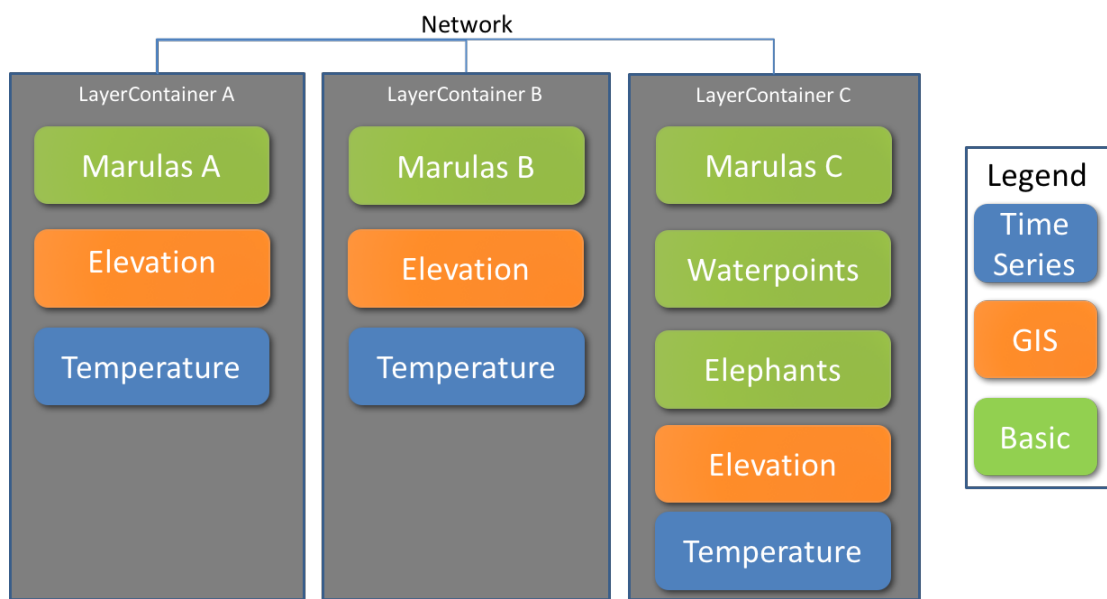 Network
LayerContainer A
Marulas A
Elevation
Temperature
LayerContainer B
Marulas B
Elevation
Temperature
LayerContainer C
Marulas C
Waterpoints
Elephants
Elevation
Temperature
Legend
Time
Series
GIS
Basic